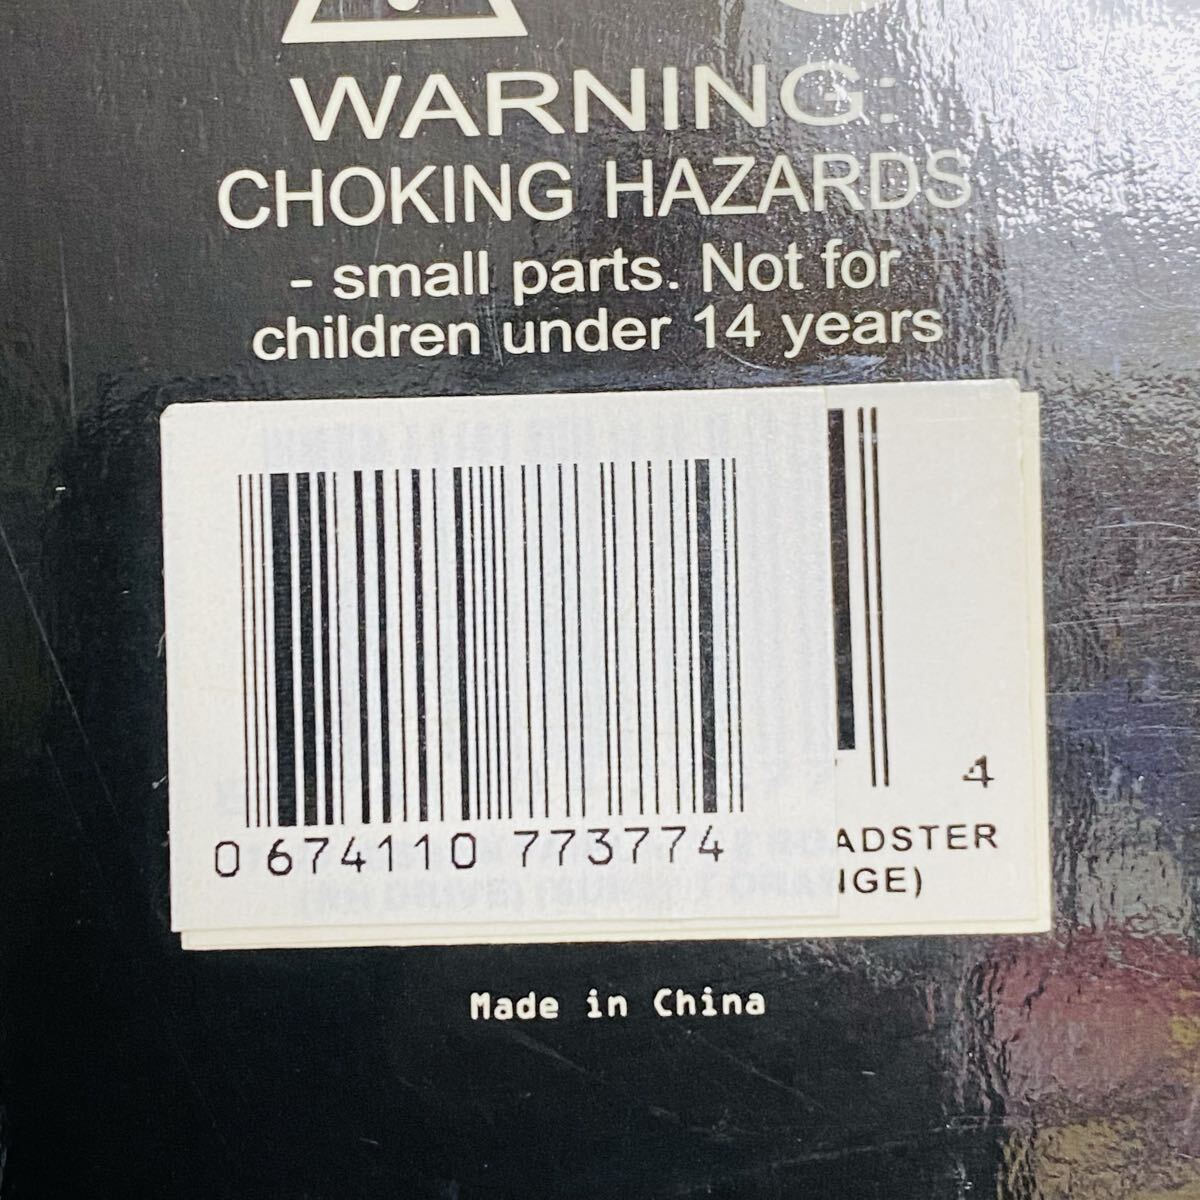 WARNING:
CHOKING HAZARDS
- small parts. Not for
children under 14 years
4
0 674110 773774
ADSTER
IGE)
Made in China